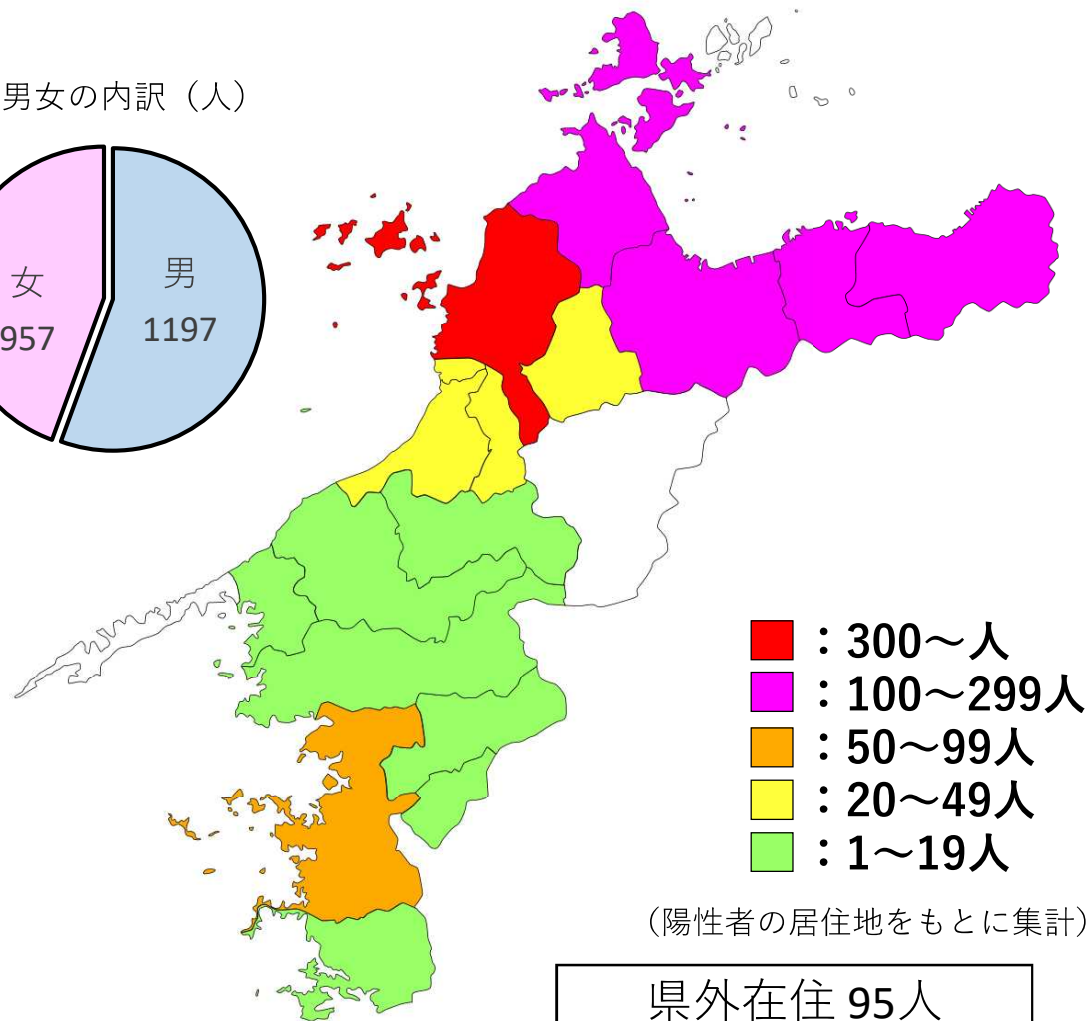 男女の内訳（人）
女
957
男
1197
：300～人
：100～299人
：50～99人
：20～49人
：1～19人
（陽性者の居住地をもとに集計）
県外在住 95人